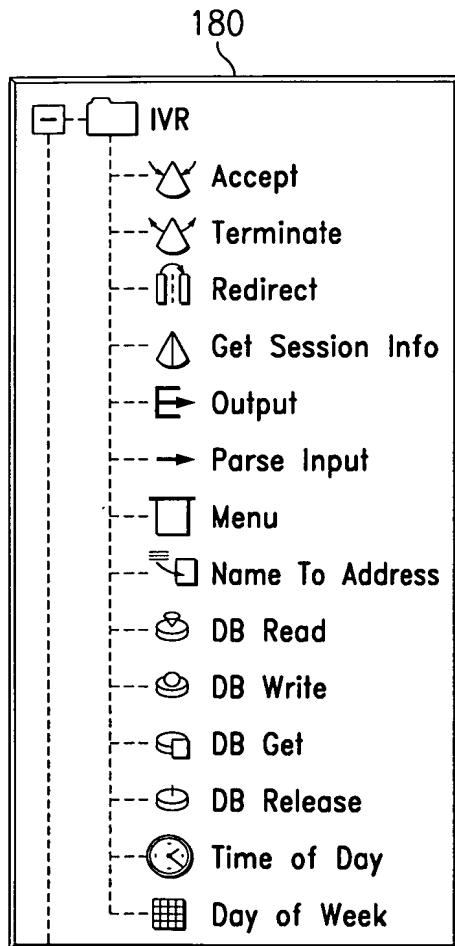 180
IVR
Accept
Terminate
Redirect
Get Session Info
Output
Parse Input
Menu
Name To Address
DB Read
DB Write
DB Get
DB Release
Time of Day
Day of Week